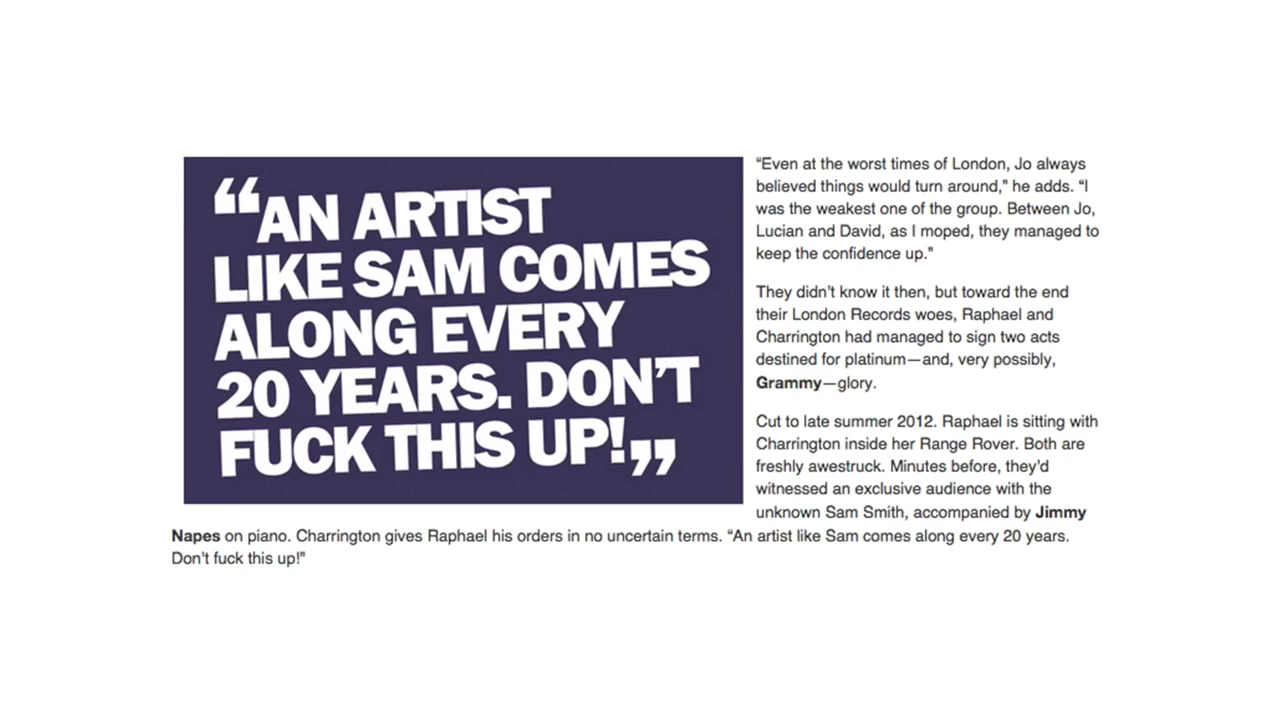 “AN ARTIST
LIKE SAM COMES
ALONG EVERY
20 YEARS. DON’T
FUCK THIS UP!”
“Even at the worst times of London, Jo always
believed things would turn around,” he adds. “I
was the weakest one of the group. Between Jo,
Lucian and David, as I moped, they managed to
keep the confidence up.”
They didn’t know it then, but toward the end
their London Records woes, Raphael and
Charrington had managed to sign two acts
destined for platinum—and, very possibly,
Grammy—glory.
Cut to late summer 2012. Raphael is sitting with
Charrington inside her Range Rover. Both are
freshly awestruck. Minutes before, they’d
witnessed an exclusive audience with the
unknown Sam Smith, accompanied by Jimmy
Napes on piano. Charrington gives Raphael his orders in no uncertain terms. “An artist like Sam comes along every 20 years.
Don’t fuck this up!”